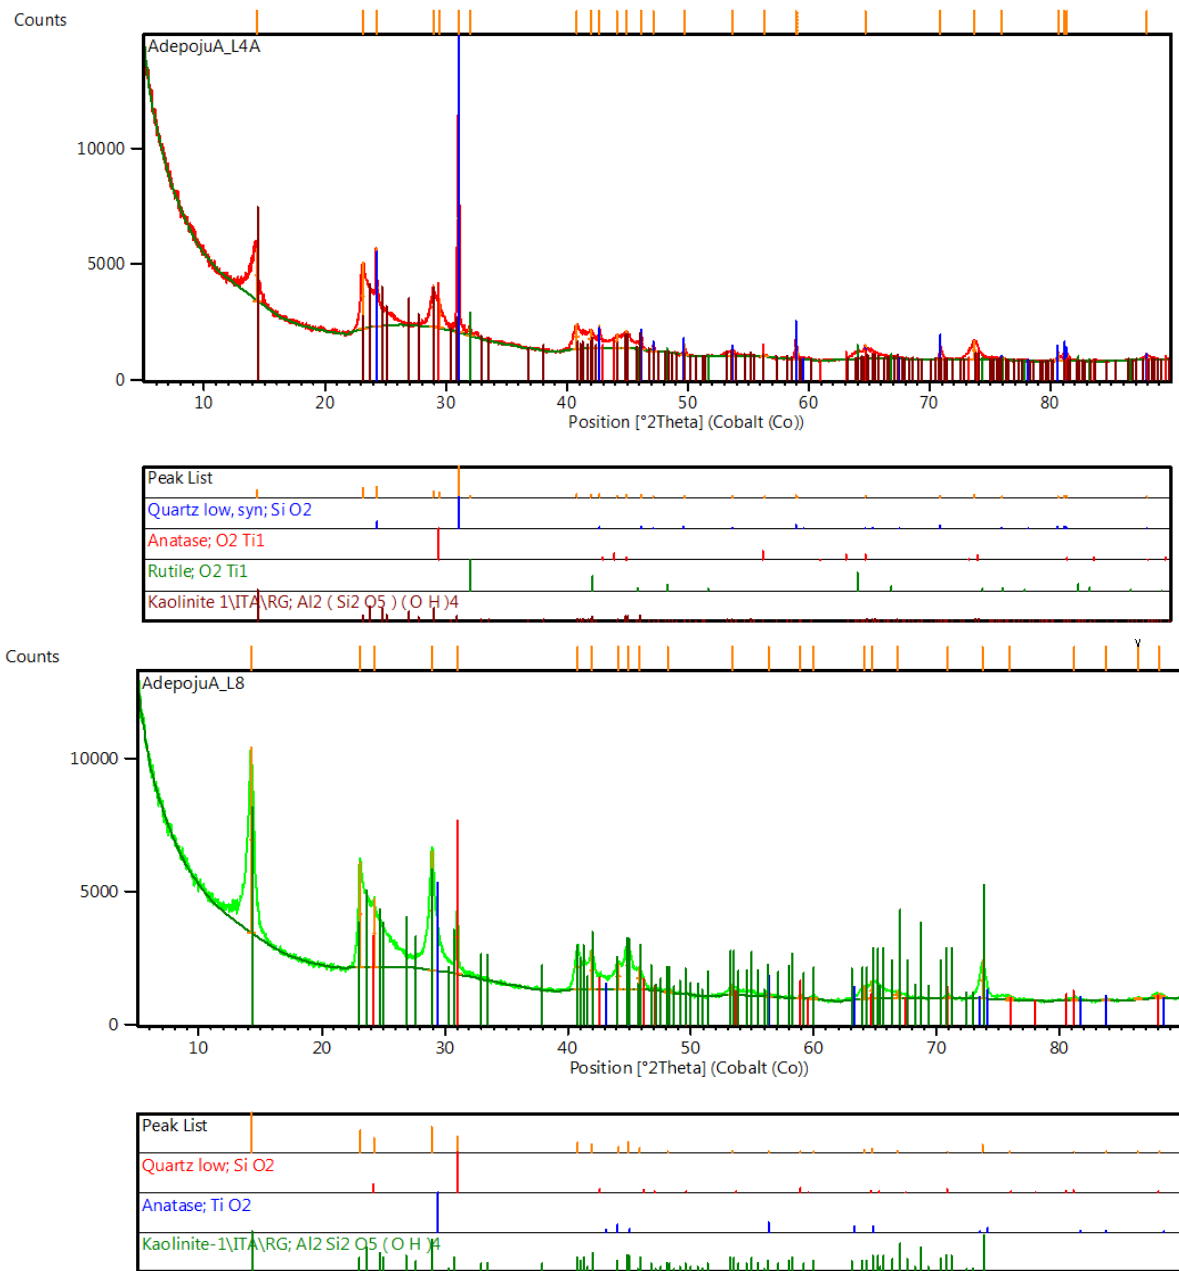 Counts
AdepojuA_L4A
10000
5000
0
10 20 30 40 50 60 70 80
Position [°2Theta] (Cobalt (Co))
Peak List
Quartz low, syn; Si O2
Anatase; O2 Ti1
Rutile; O2 Ti1
Kaolinite 1\ITA\RG; Al2 ( Si2 O5 ) ( O H )4
Counts
AdepojuA_L8
10000
5000
0
10 20 30 40 50 60 70 80
Position [°2Theta] (Cobalt (Co))
Peak List
Quartz low; Si O2
Anatase; Ti O2
Kaolinite-1\ITA\RG; Al2 Si2 O5 ( O H )4